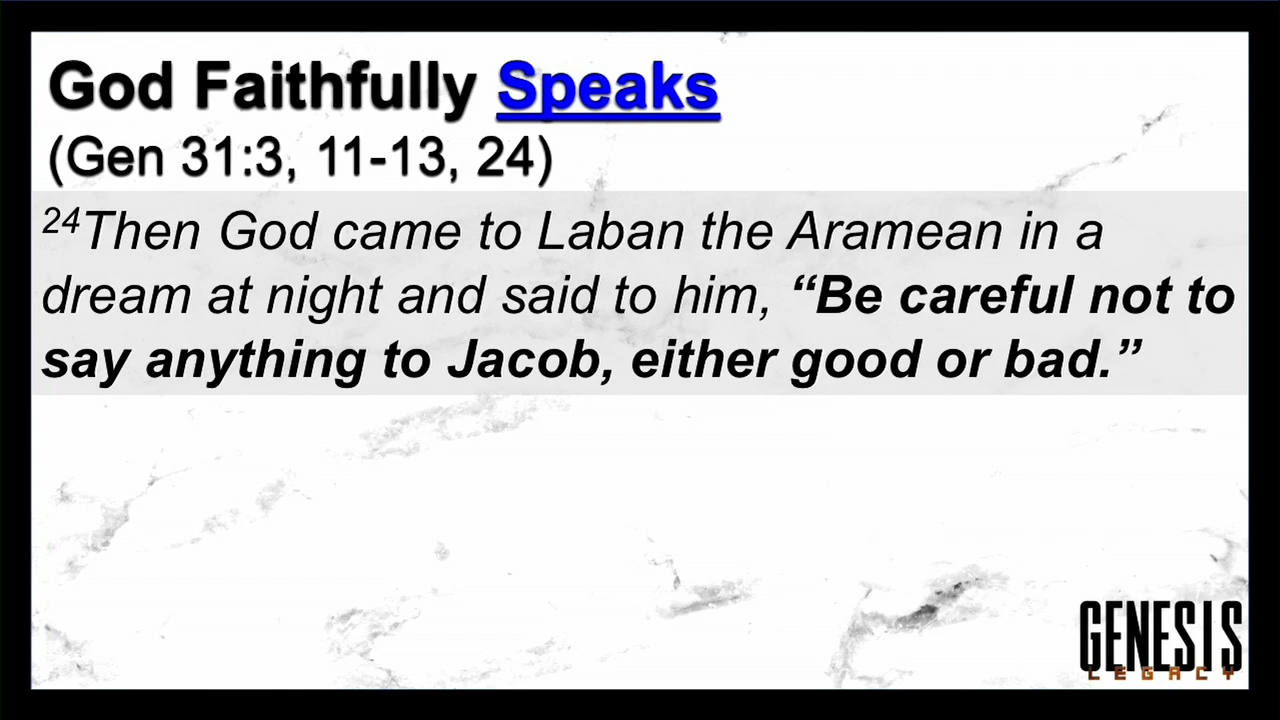 God Faithfully Speaks
(Gen 31:3, 11-13, 24)
24Then God came to Laban the Aramean in a
dream at night and said to him, “Be careful not to
say anything to Jacob, either good or bad.”
GENESIS
LEGACY